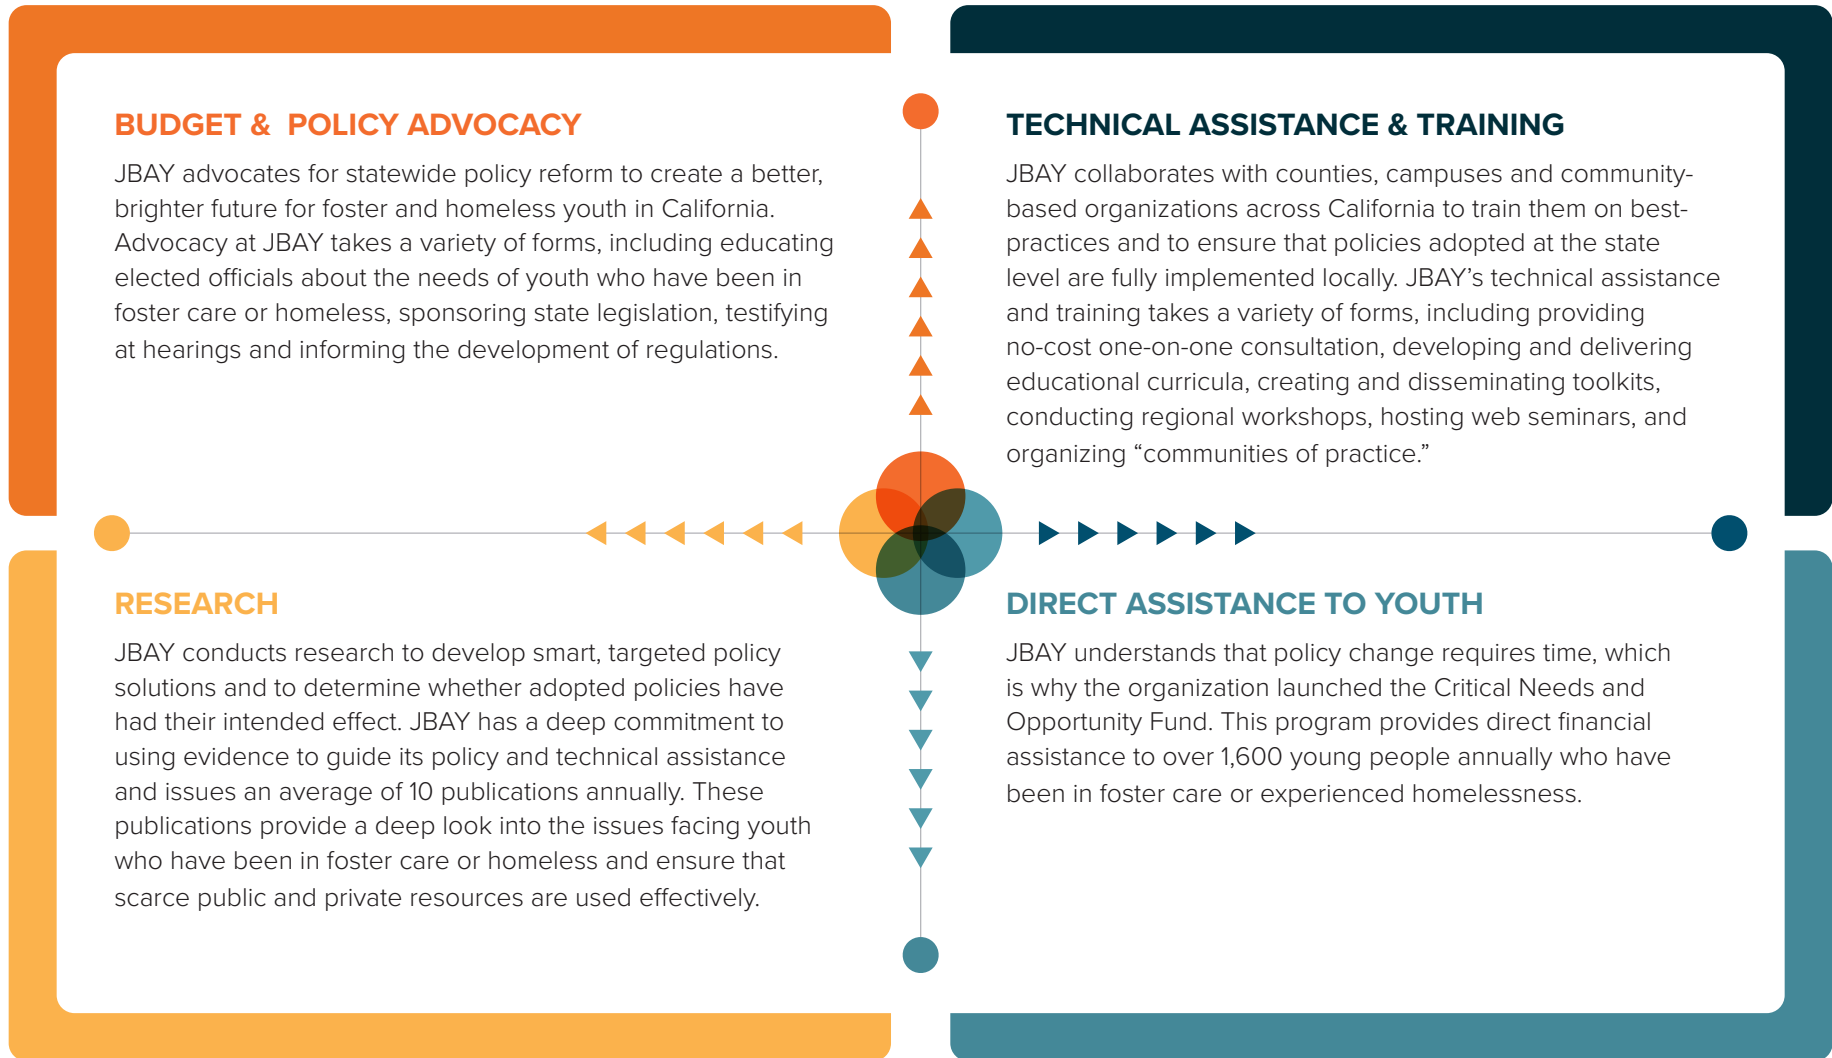 BUDGET & POLICY ADVOCACY
JBAY advocates for statewide policy reform to create a better,
brighter future for foster and homeless youth in California.
Advocacy at JBAY takes a variety of forms, including educating
elected officials about the needs of youth who have been in
foster care or homeless, sponsoring state legislation, testifying
at hearings and informing the development of regulations.
TECHNICAL ASSISTANCE & TRAINING
JBAY collaborates with counties, campuses and community-
based organizations across California to train them on best-
practices and to ensure that policies adopted at the state
level are fully implemented locally. JBAY’s technical assistance
and training takes a variety of forms, including providing
no-cost one-on-one consultation, developing and delivering
educational curricula, creating and disseminating toolkits,
conducting regional workshops, hosting web seminars, and
organizing “communities of practice.”
RESEARCH
JBAY conducts research to develop smart, targeted policy
solutions and to determine whether adopted policies have
had their intended effect. JBAY has a deep commitment to
using evidence to guide its policy and technical assistance
and issues an average of 10 publications annually. These
publications provide a deep look into the issues facing youth
who have been in foster care or homeless and ensure that
scarce public and private resources are used effectively.
DIRECT ASSISTANCE TO YOUTH
JBAY understands that policy change requires time, which
is why the organization launched the Critical Needs and
Opportunity Fund. This program provides direct financial
assistance to over 1,600 young people annually who have
been in foster care or experienced homelessness.